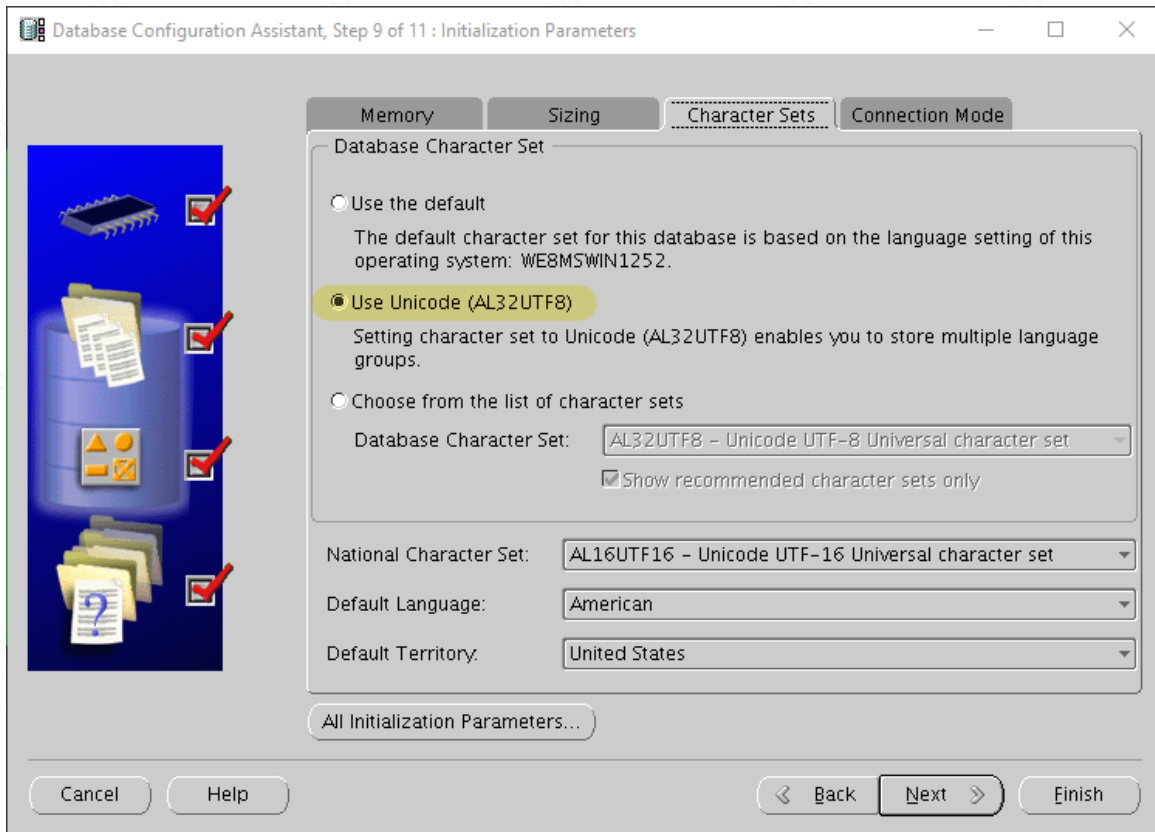 Database Configuration Assistant, Step 9 of 11 : Initialization Parameters
Memory
Sizing
Character Sets
Connection Mode
Database Character Set
Use the default
The default character set for this database is based on the language setting of this
operating system: WE8MSWIN1252.
Use Unicode (AL32UTF8)
Setting character set to Unicode (AL32UTF8) enables you to store multiple language
groups.
Choose from the list of character sets
Database Character Set:
AL32UTF8 - Unicode UTF-8 Universal character set
Show recommended character sets only
National Character Set:
AL16UTF16 - Unicode UTF-16 Universal character set
Default Language:
American
Default Territory:
United States
All Initialization Parameters...
Cancel
Help
Back
Next
Finish